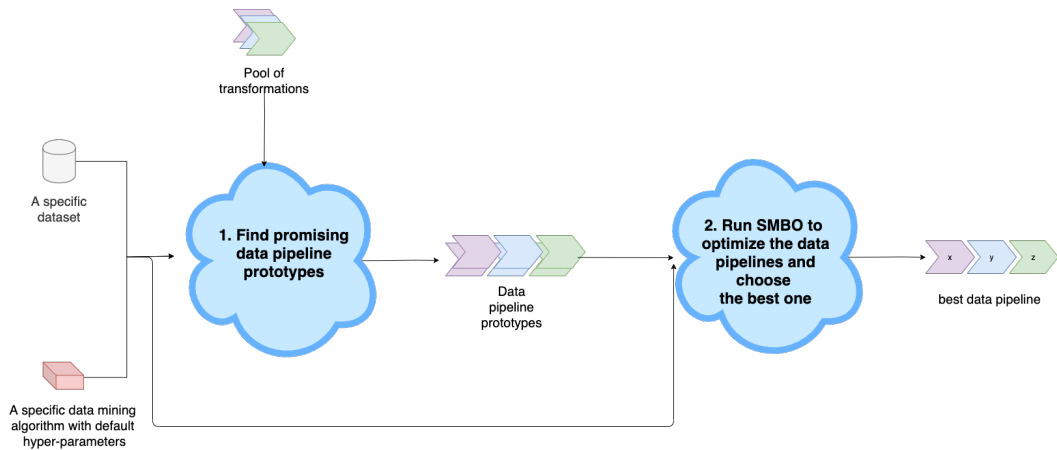 Pool of
transformations
A specific
dataset
1. Find promising
data pipeline
prototypes
2. Run SMBO to
optimize the data
pipelines and
choose
the best one
x
y
z
Data
pipeline
prototypes
best data pipeline
A specific data mining
algorithm with default
hyper-parameters